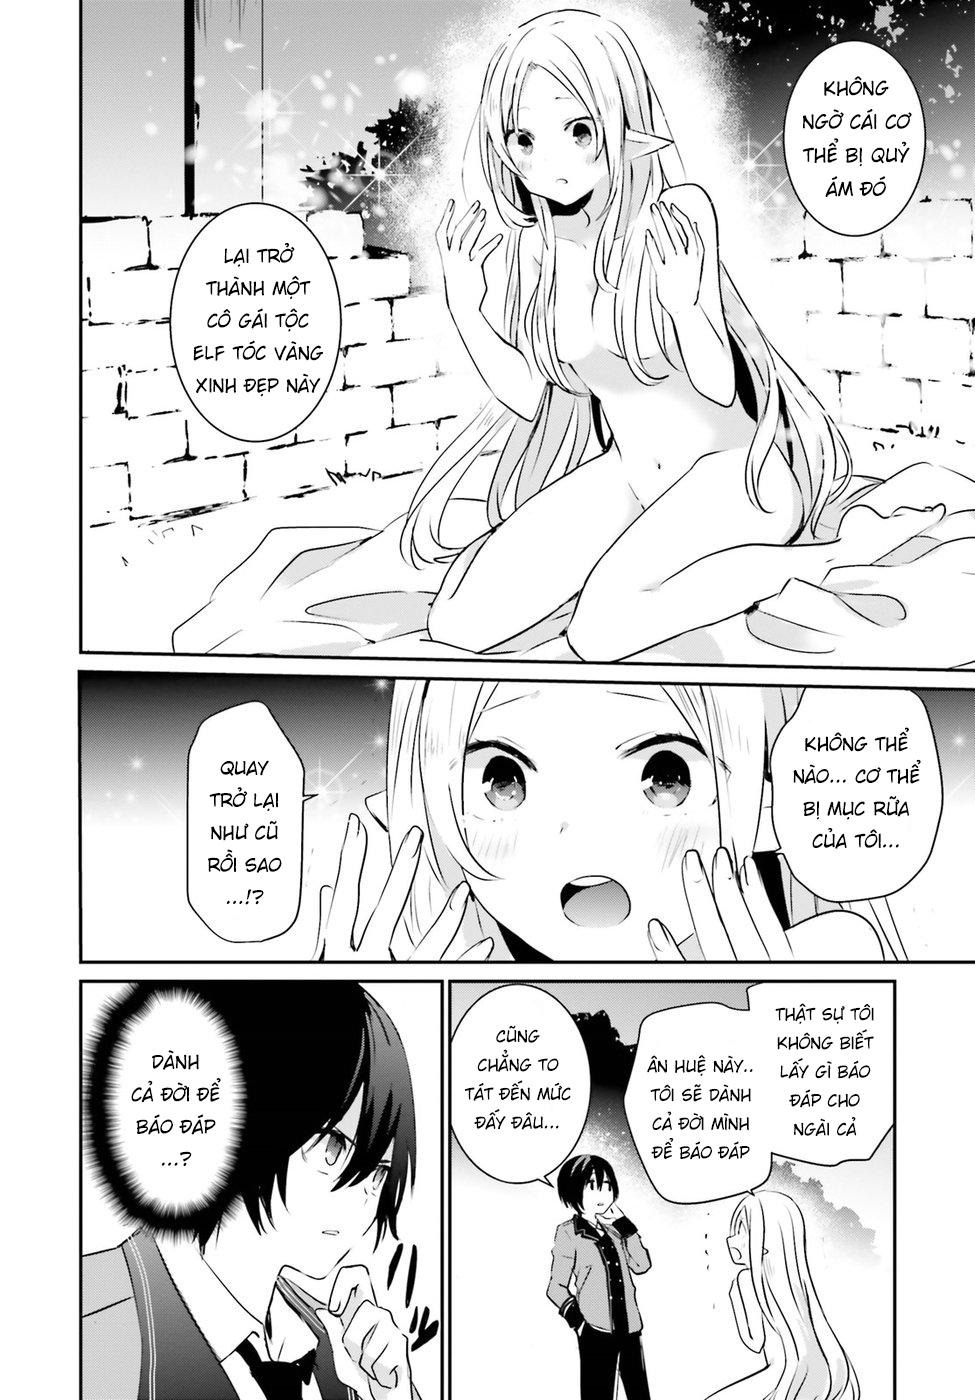 KHÔNG
NGỜ CÁI CƠ
THỂ BỊ QUỶ
ÁM ĐÓ
LẠI TRỞ
THÀNH MỘT
CÔ GÁI TỘC
ELF TÓC VÀNG
XINH ĐẸP NÀY
KHÔNG THỂ
NÀO... CƠ THỂ
BỊ MỤC RỮA
CỦA TÔI...
QUAY
TRỞ LẠI
NHƯ CŨ
RỒI SAO
...!?
THẬT SỰ TÔI
KHÔNG BIẾT
LẤY GÌ BÁO
ĐÁP CHO
NGÀI CẢ
ÂN HUỆ NÀY..
TÔI SẼ DÀNH
CẢ ĐỜI MÌNH
ĐỂ BÁO ĐÁP
CŨNG
CHẲNG TO
TÁT ĐẾN MỨC
ĐẤY ĐÂU...
DÀNH
CẢ ĐỜI ĐỂ
BÁO ĐÁP
...?